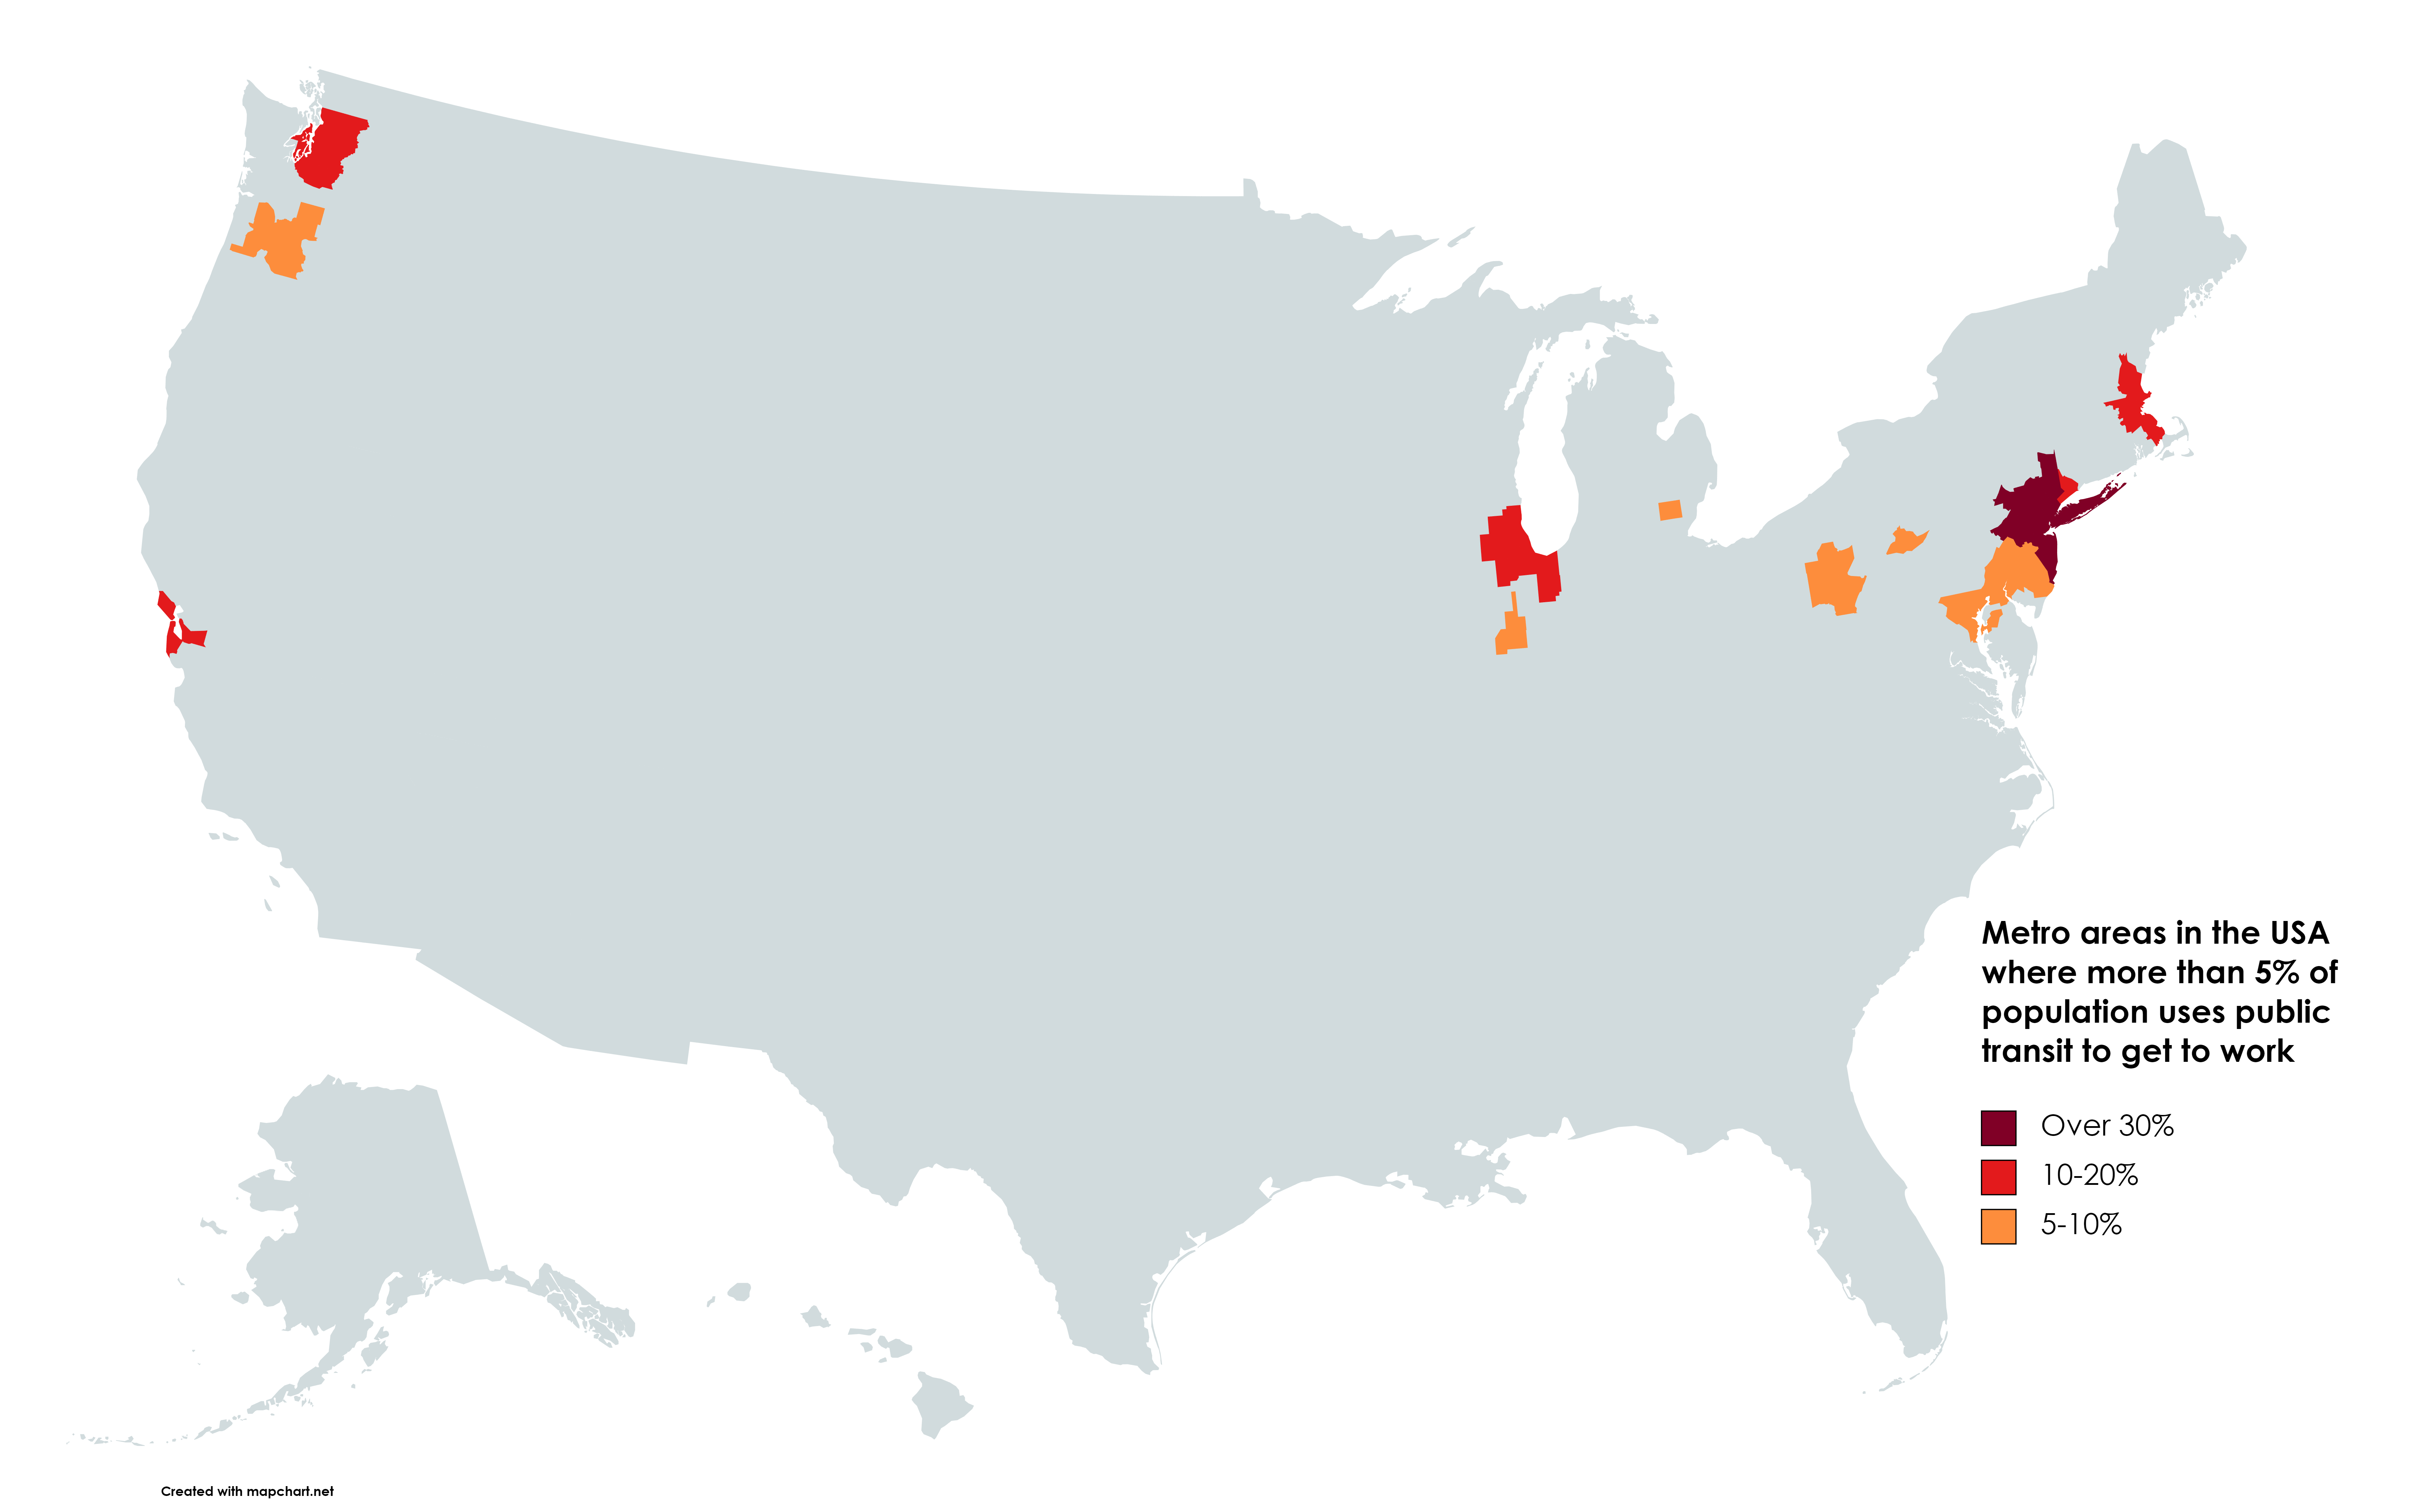 Metro areas in the USA
where more than 5% of
population uses public
transit to get to work
Over 30%
10-20%
5-10%
Created with mapchart.net